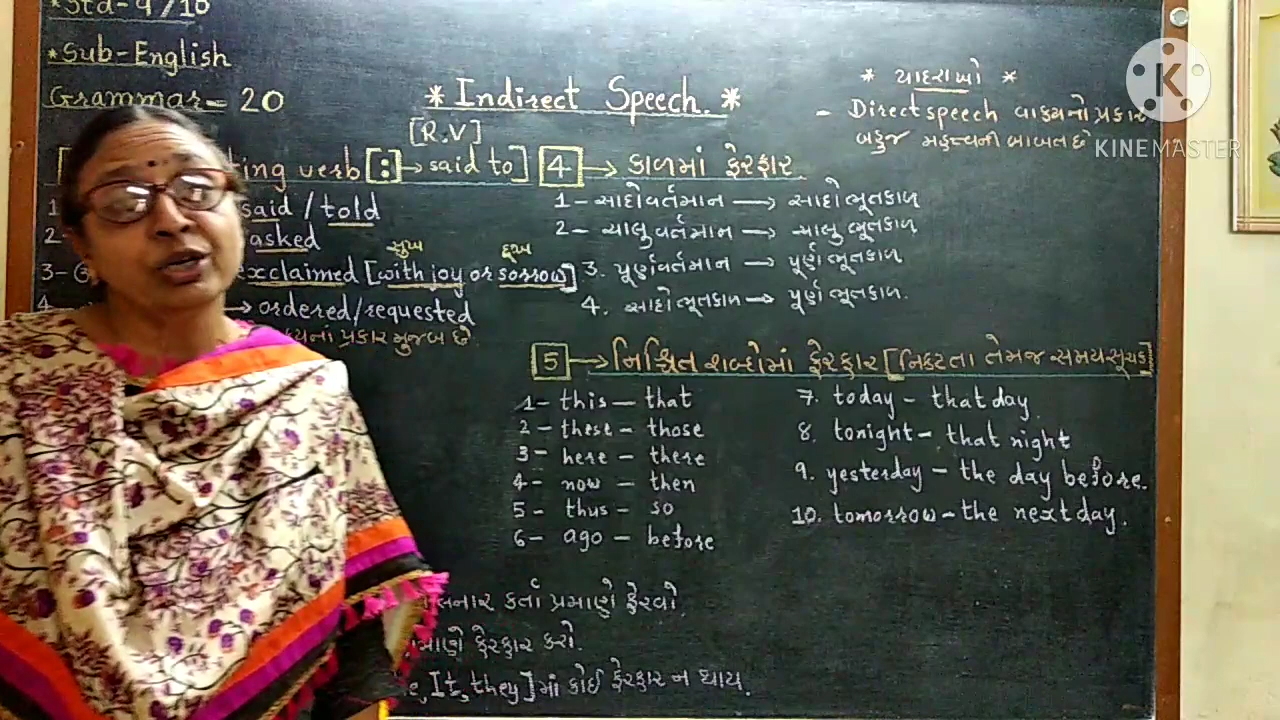 *Std-9/10
*Sub-English
Grammar=20
*Indirect Speech.*
[R.V]
ting verb [:]→said to]
said / told
2- asked
સુખ દુઃખ
3- exclaimed [with joy or sorrow]
4 → ordered/requested
પ્રકાર મુજબ છે
* યાદરાખો *
- Direct speech વાક્યનો પ્રકાર
બહુજ મહત્વની બાબત છે
K
KINEMASTER
4 → કાળમાં ફેરફાર
1-સાદોવર્તમાન → સાદો ભૂતકાળ
2- ચાલુ વર્તમાન → ચાલુ ભૂતકાળ
3. પૂર્ણવર્તમાન → પૂર્ણ ભૂતકાળ
4. સાદો ભૂતકાળ → પૂર્ણ ભૂતકાળ.
5 → નિશ્ચિત શબ્દોમાં ફેરફાર [નિકટતા તેમજ સમયસૂચક]
1- this - that
2- these - those
3- here - there
4- now - then
5- thus - so
6- ago - before
7. today - that day
8. tonight - that night
9. yesterday - the day before.
10. tomorrow - the next day.
કર્તા પ્રમાણે ફેરવો.
ફેરફાર કરો.
It, they] માં કોઈ ફેરફાર ન થાય.